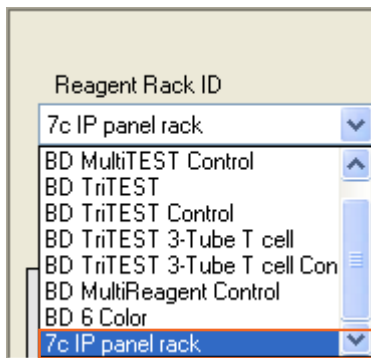 Reagent Rack ID
7c IP panel rack
BD MultiTEST Control
BD TriTEST
BD TriTEST Control
BD TriTEST 3-Tube T cell
BD TriTEST 3-Tube T cell Con
BD MultiReagent Control
BD 6 Color
7c IP panel rack